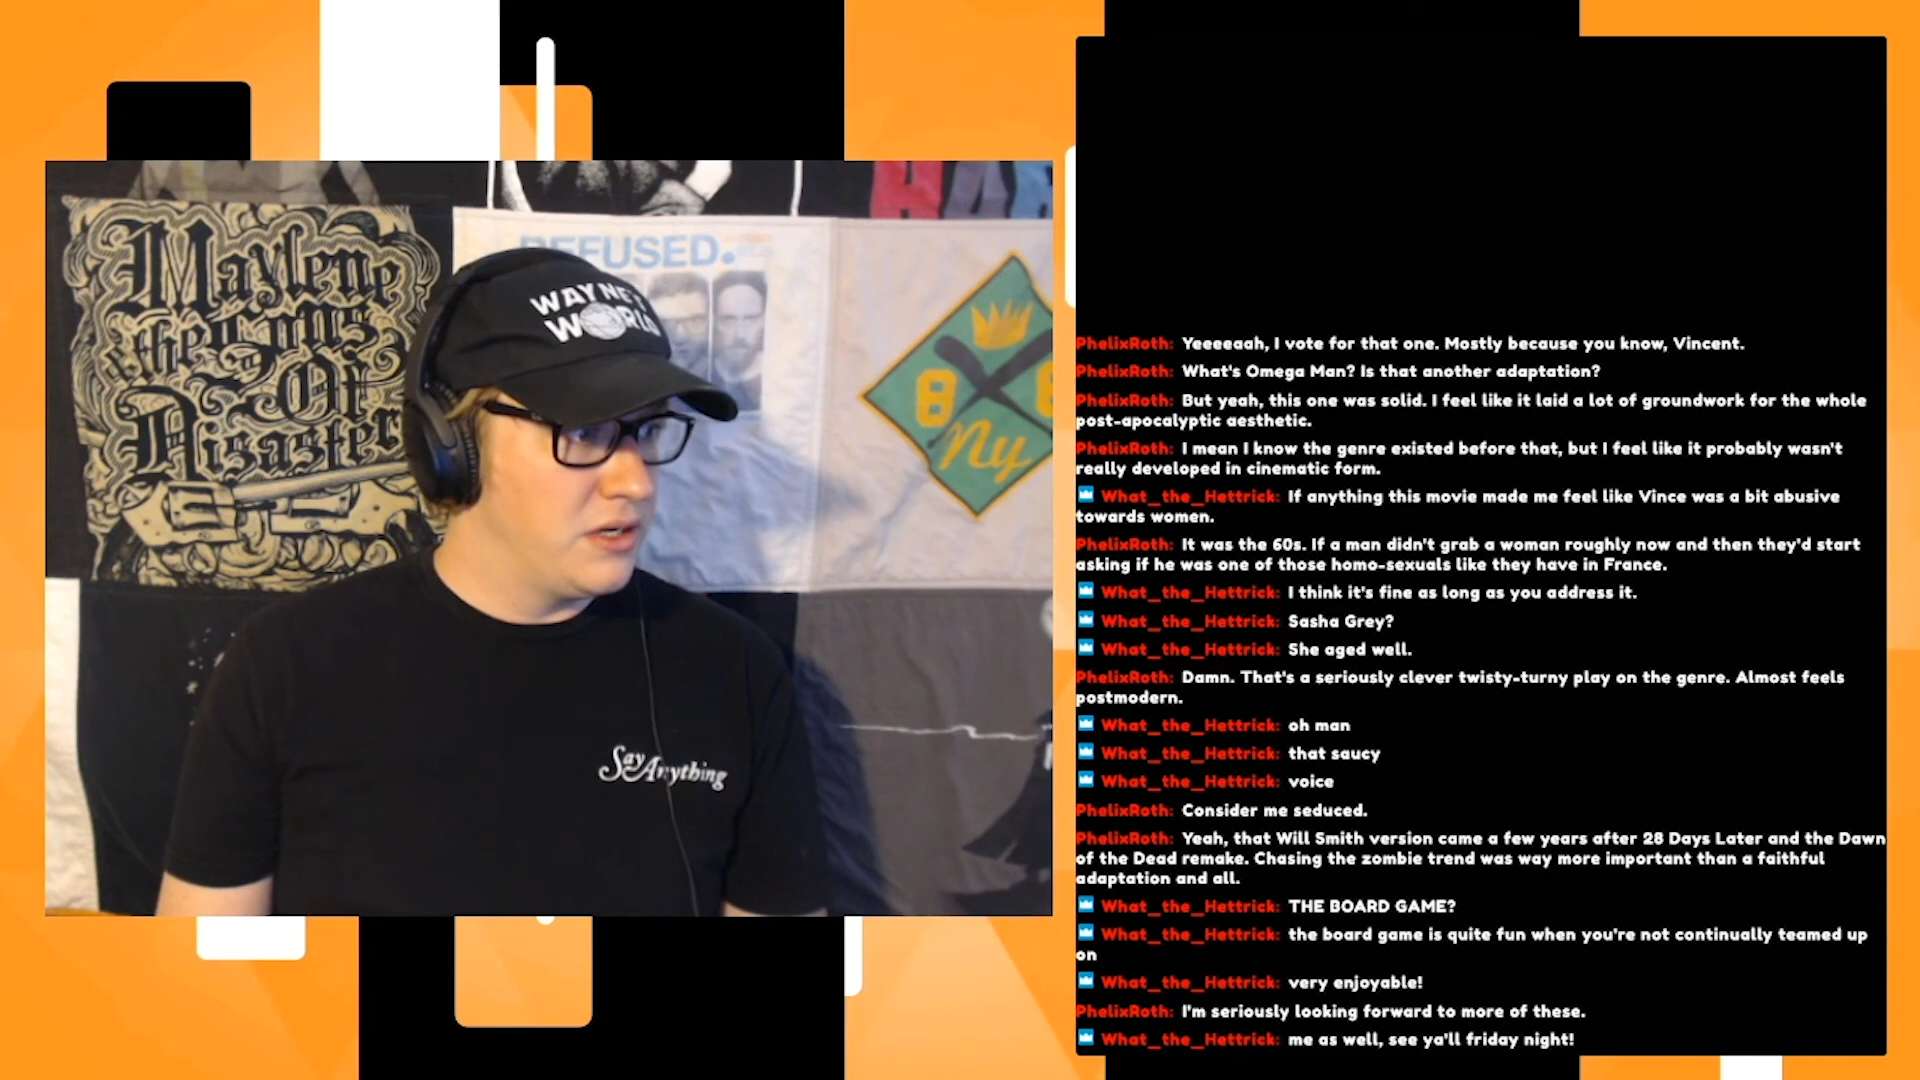 Maylene
& the Sons
Of
Disaster
REFUSED.
WAYNE'S
WORLD
8
8
Ny
Say Anything
PhelixRoth: Yeeeeaah, I vote for that one. Mostly because you know, Vincent.
PhelixRoth: What's Omega Man? Is that another adaptation?
PhelixRoth: But yeah, this one was solid. I feel like it laid a lot of groundwork for the whole
post-apocalyptic aesthetic.
PhelixRoth: I mean I know the genre existed before that, but I feel like it probably wasn't
really developed in cinematic form.
What_the_Hettrick: If anything this movie made me feel like Vince was a bit abusive
towards women.
PhelixRoth: It was the 60s. If a man didn't grab a woman roughly now and then they'd start
asking if he was one of those homo-sexuals like they have in France.
What_the_Hettrick: I think it's fine as long as you address it.
What_the_Hettrick: Sasha Grey?
What_the_Hettrick: She aged well.
PhelixRoth: Damn. That's a seriously clever twisty-turny play on the genre. Almost feels
postmodern.
What_the_Hettrick: oh man
What_the_Hettrick: that saucy
What_the_Hettrick: voice
PhelixRoth: Consider me seduced.
PhelixRoth: Yeah, that Will Smith version came a few years after 28 Days Later and the Dawn
of the Dead remake. Chasing the zombie trend was way more important than a faithful
adaptation and all.
What_the_Hettrick: THE BOARD GAME?
What_the_Hettrick: the board game is quite fun when you're not continually teamed up
on
What_the_Hettrick: very enjoyable!
PhelixRoth: I'm seriously looking forward to more of these.
What_the_Hettrick: me as well, see ya'll friday night!